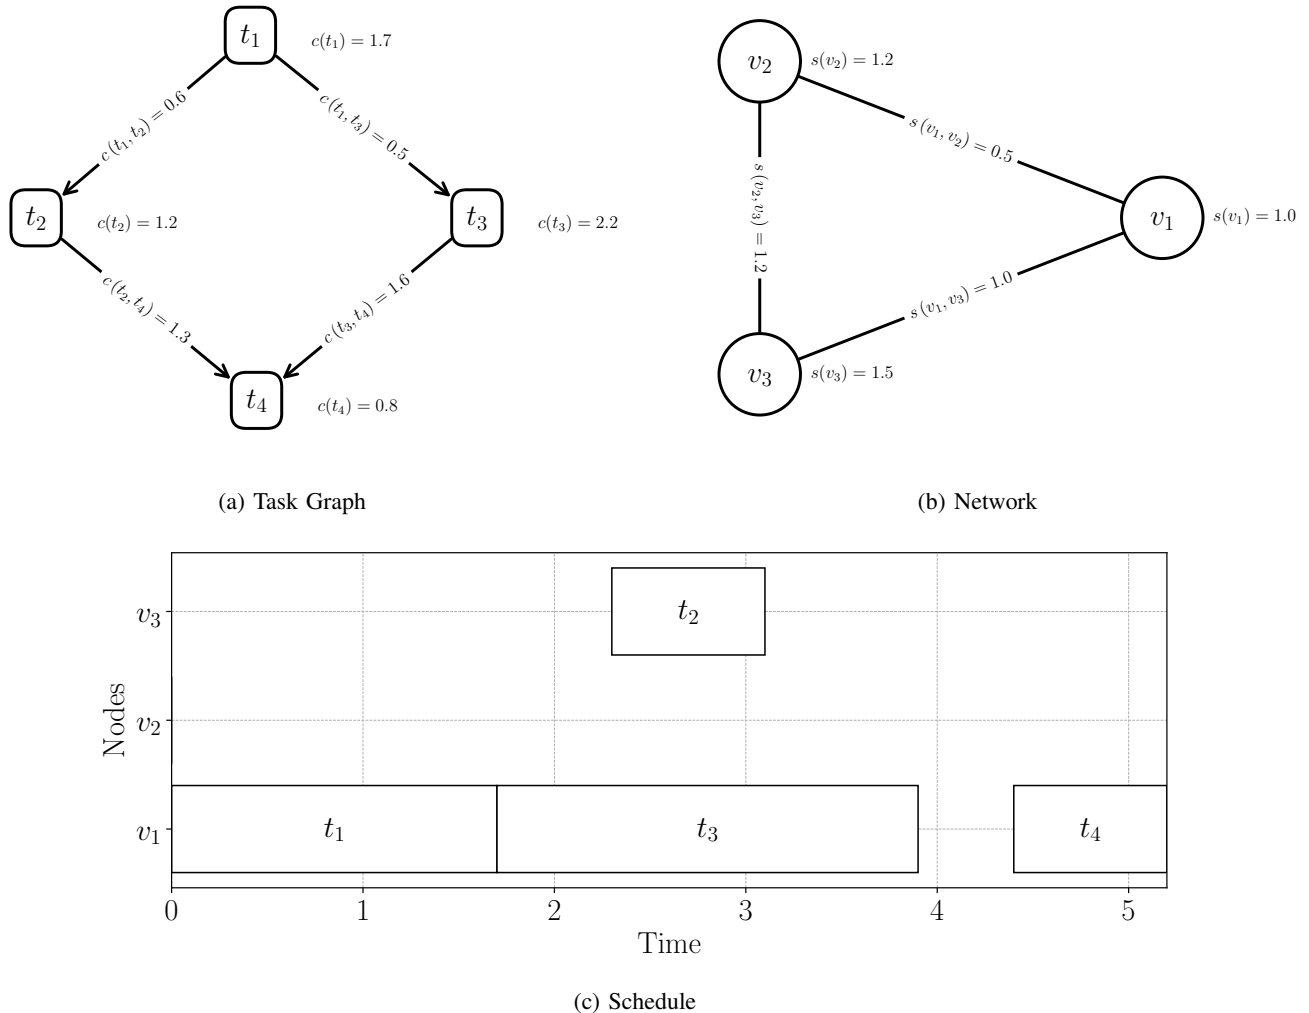 t₁
c(t₁) = 1.7
c(t₁, t₂) = 0.6
c(t₁, t₃) = 0.5
t₂
c(t₂) = 1.2
t₃
c(t₃) = 2.2
c(t₂, t₄) = 1.3
c(t₃, t₄) = 1.6
t₄
c(t₄) = 0.8
(a) Task Graph
v₂
s(v₂) = 1.2
s(v₁, v₂) = 0.5
s(v₂, v₃) = 1.2
v₁
s(v₁) = 1.0
s(v₁, v₃) = 1.0
v₃
s(v₃) = 1.5
(b) Network
Nodes
v₃
t₂
v₂
v₁
t₁
t₃
t₄
0 1 2 3 4 5
Time
(c) Schedule